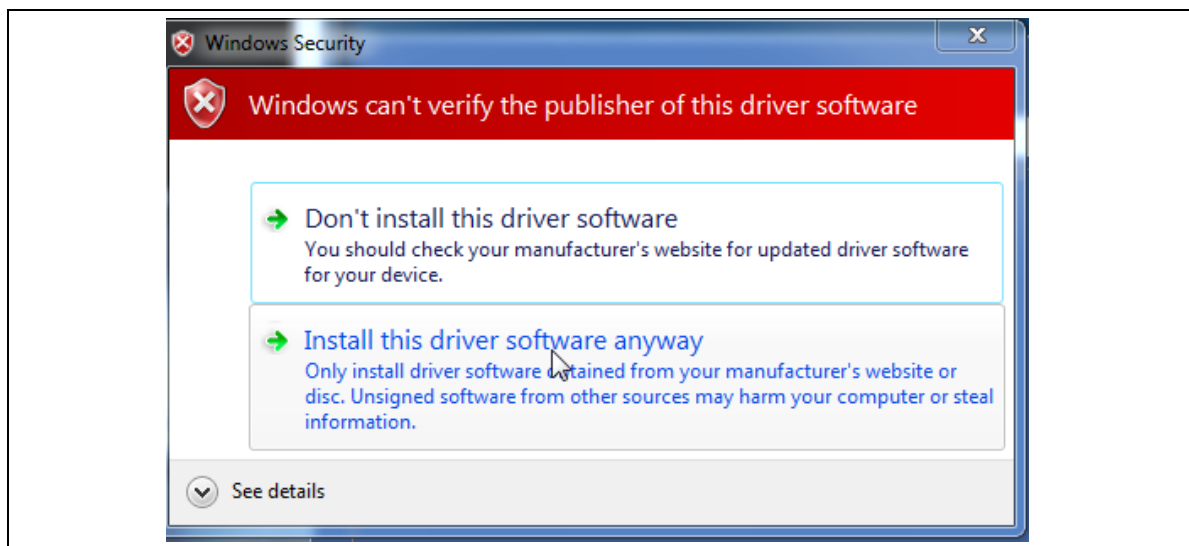 Windows Security
Windows can't verify the publisher of this driver software
Don't install this driver software
You should check your manufacturer's website for updated driver software
for your device.
Install this driver software anyway
Only install driver software obtained from your manufacturer's website or
disc. Unsigned software from other sources may harm your computer or steal
information.
See details